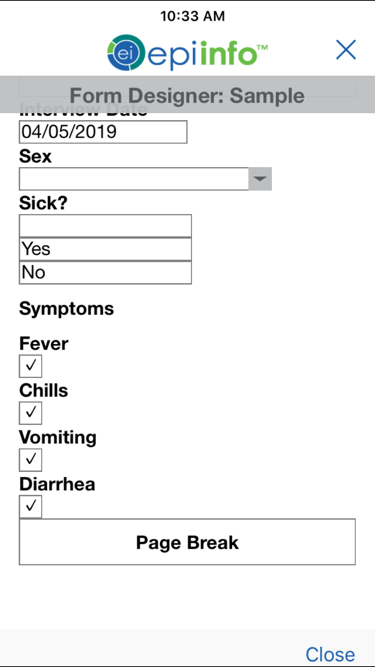 10:33 AM
ei epiinfo™
Form Designer: Sample
Interview Date
04/05/2019
Sex
Sick?
Yes
No
Symptoms
Fever
✓
Chills
✓
Vomiting
✓
Diarrhea
✓
Page Break
Close